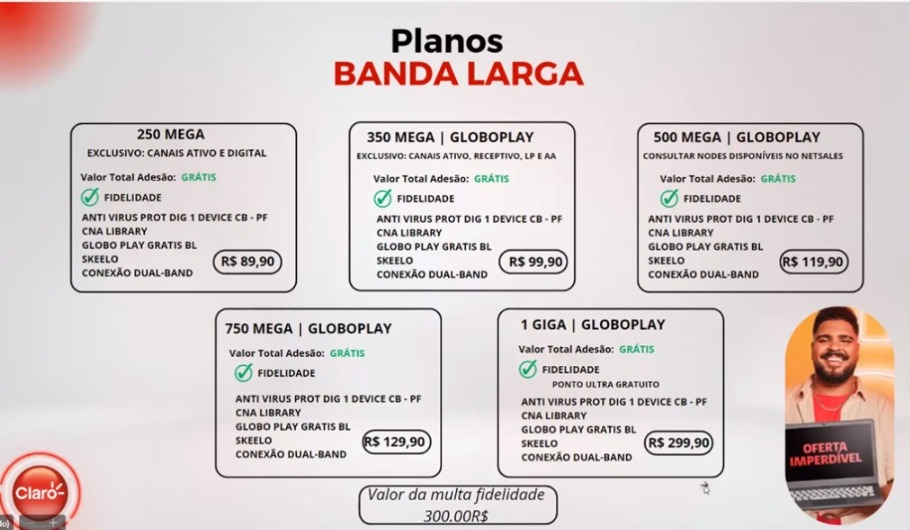 Planos
BANDA LARGA
250 MEGA
EXCLUSIVO: CANAIS ATIVO E DIGITAL
Valor Total Adesão: GRÁTIS
FIDELIDADE
ANTI VIRUS PROT DIG 1 DEVICE CB - PF
CNA LIBRARY
GLOBO PLAY GRATIS BL
SKEELO
CONEXÃO DUAL-BAND
R$ 89,90
350 MEGA | GLOBOPLAY
EXCLUSIVO: CANAIS ATIVO, RECEPTIVO, LP E AA
Valor Total Adesão: GRÁTIS
FIDELIDADE
ANTI VIRUS PROT DIG 1 DEVICE CB - PF
CNA LIBRARY
GLOBO PLAY GRATIS BL
SKEELO
CONEXÃO DUAL-BAND
R$ 99,90
500 MEGA | GLOBOPLAY
CONSULTAR NODES DISPONÍVEIS NO NETSALES
Valor Total Adesão: GRÁTIS
FIDELIDADE
ANTI VIRUS PROT DIG 1 DEVICE CB - PF
CNA LIBRARY
GLOBO PLAY GRATIS BL
SKEELO
CONEXÃO DUAL-BAND
R$ 119,90
750 MEGA | GLOBOPLAY
Valor Total Adesão: GRÁTIS
FIDELIDADE
ANTI VIRUS PROT DIG 1 DEVICE CB - PF
CNA LIBRARY
GLOBO PLAY GRATIS BL
SKEELO
CONEXÃO DUAL-BAND
R$ 129,90
1 GIGA | GLOBOPLAY
Valor Total Adesão: GRÁTIS
FIDELIDADE
PONTO ULTRA GRATUITO
ANTI VIRUS PROT DIG 1 DEVICE CB - PF
CNA LIBRARY
GLOBO PLAY GRATIS BL
SKEELO
CONEXÃO DUAL-BAND
R$ 299,90
OFERTA
IMPERDÍVEL
Claro
Valor da multa fidelidade
300.00R$